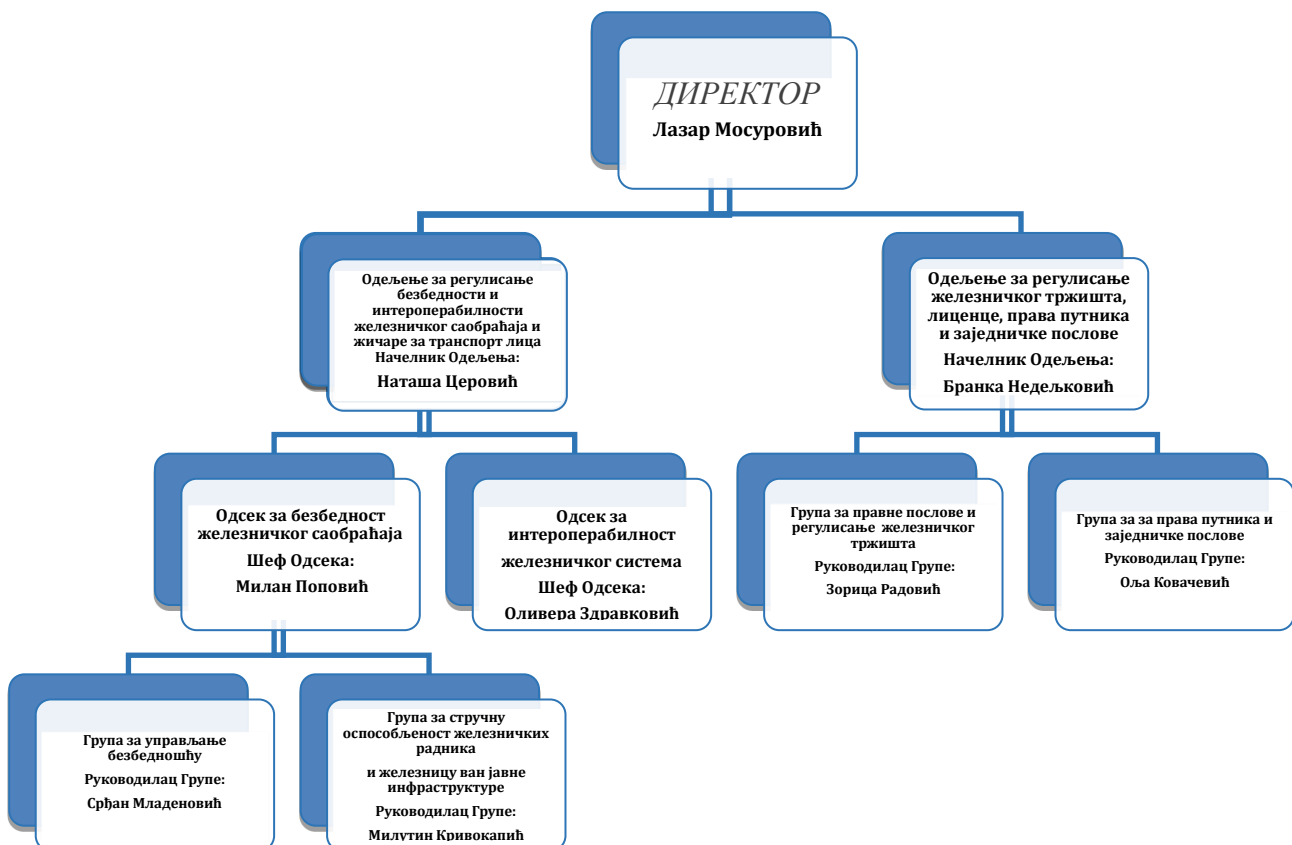 ДИРЕКТОР
Лазар Мосуровић
Одељење за регулисање
безбедности и
интероперабилности
железничког саобраћаја и
жичаре за транспорт лица
Начелник Одељења:
Наташа Церовић
Одељење за регулисање
железничког тржишта,
лиценце, права путника
и заједничке послове
Начелник Одељења:
Бранка Недељковић
Одсек за безбедност
железничког саобраћаја
Шеф Одсека:
Милан Поповић
Одсек за
интероперабилност
железничког система
Шеф Одсека:
Оливера Здравковић
Група за правне послове и
регулисање железничког
тржишта
Руководилац Групе:
Зорица Радовић
Група за за права путника и
заједничке послове
Руководилац Групе:
Оља Ковачевић
Група за управљање
безбедношћу
Руководилац Групе:
Срђан Младеновић
Група за стручну
оспособљеност железничких
радника
и железницу ван јавне
инфраструктуре
Руководилац Групе:
Милутин Кривокапић